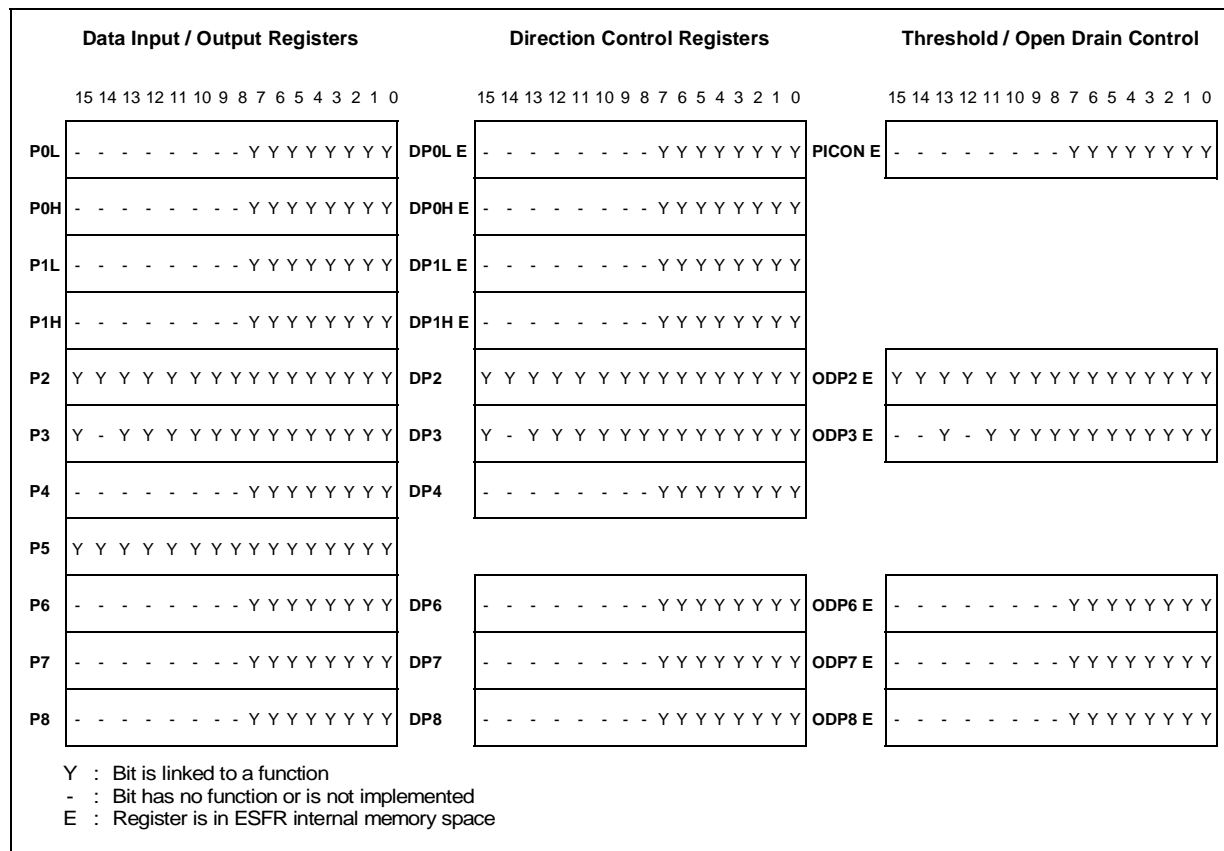 Data Input / Output Registers Direction Control Registers Threshold / Open Drain Control
15 14 13 12 11 10 9 8 7 6 5 4 3 2 1 0 15 14 13 12 11 10 9 8 7 6 5 4 3 2 1 0 15 14 13 12 11 10 9 8 7 6 5 4 3 2 1 0
P0L - - - - - - - - Y Y Y Y Y Y Y Y DP0L E - - - - - - - - Y Y Y Y Y Y Y Y PICON E - - - - - - - - Y Y Y Y Y Y Y Y
P0H - - - - - - - - Y Y Y Y Y Y Y Y DP0H E - - - - - - - - Y Y Y Y Y Y Y Y
P1L - - - - - - - - Y Y Y Y Y Y Y Y DP1L E - - - - - - - - Y Y Y Y Y Y Y Y
P1H - - - - - - - - Y Y Y Y Y Y Y Y DP1H E - - - - - - - - Y Y Y Y Y Y Y Y
P2 Y Y Y Y Y Y Y Y Y Y Y Y Y Y Y Y DP2 Y Y Y Y Y Y Y Y Y Y Y Y Y Y Y Y ODP2 E Y Y Y Y Y Y Y Y Y Y Y Y Y Y Y Y
P3 Y - Y Y Y Y Y Y Y Y Y Y Y Y Y Y DP3 Y - Y Y Y Y Y Y Y Y Y Y Y Y Y Y ODP3 E - - Y - Y Y Y Y Y Y Y Y Y Y Y Y
P4 - - - - - - - - Y Y Y Y Y Y Y Y DP4 - - - - - - - - Y Y Y Y Y Y Y Y
P5 Y Y Y Y Y Y Y Y Y Y Y Y Y Y Y Y
P6 - - - - - - - - Y Y Y Y Y Y Y Y DP6 - - - - - - - - Y Y Y Y Y Y Y Y ODP6 E - - - - - - - - Y Y Y Y Y Y Y Y
P7 - - - - - - - - Y Y Y Y Y Y Y Y DP7 - - - - - - - - Y Y Y Y Y Y Y Y ODP7 E - - - - - - - - Y Y Y Y Y Y Y Y
P8 - - - - - - - - Y Y Y Y Y Y Y Y DP8 - - - - - - - - Y Y Y Y Y Y Y Y ODP8 E - - - - - - - - Y Y Y Y Y Y Y Y
Y : Bit is linked to a function
- : Bit has no function or is not implemented
E : Register is in ESFR internal memory space